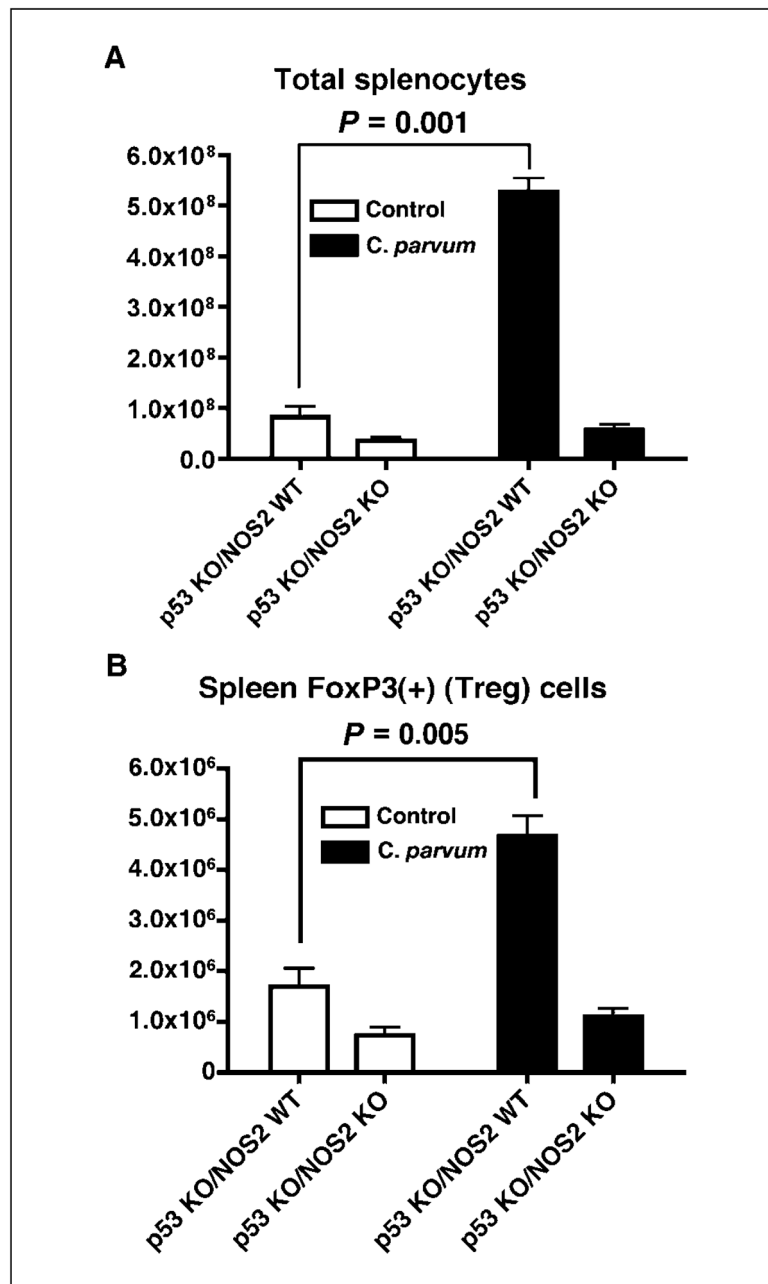 A
Total splenocytes
P = 0.001
6.0x10⁸
5.0x10⁸
4.0x10⁸
3.0x10⁸
2.0x10⁸
1.0x10⁸
0.0
Control
C. parvum
p53 KO/NOS2 WT
p53 KO/NOS2 KO
p53 KO/NOS2 WT
p53 KO/NOS2 KO
B
Spleen FoxP3(+) (Treg) cells
P = 0.005
6.0x10⁶
5.0x10⁶
4.0x10⁶
3.0x10⁶
2.0x10⁶
1.0x10⁶
0
Control
C. parvum
p53 KO/NOS2 WT
p53 KO/NOS2 KO
p53 KO/NOS2 WT
p53 KO/NOS2 KO